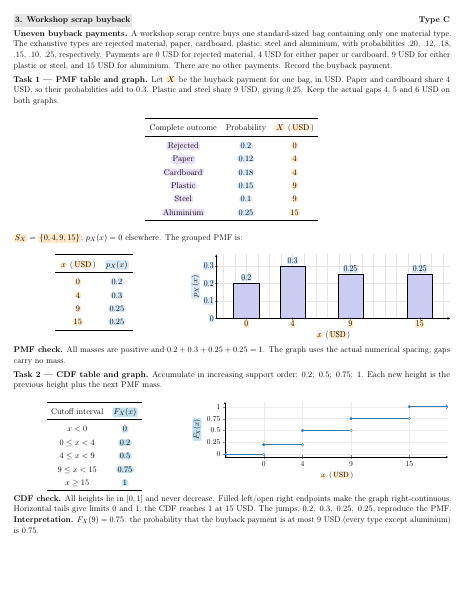 3. Workshop scrap buyback Type C
Uneven buyback payments. A workshop scrap centre buys one standard-sized bag containing only one material type.
The exhaustive types are rejected material, paper, cardboard, plastic, steel and aluminium, with probabilities .20, .12, .18,
.15, .10, .25, respectively. Payments are 0 USD for rejected material, 4 USD for either paper or cardboard, 9 USD for either
plastic or steel, and 15 USD for aluminium. There are no other payments. Record the buyback payment.
Task 1 — PMF table and graph. Let X be the buyback payment for one bag, in USD. Paper and cardboard share 4
USD, so their probabilities add to 0.3. Plastic and steel share 9 USD, giving 0.25. Keep the actual gaps 4, 5 and 6 USD on
both graphs.
Complete outcome Probability X (USD)
Rejected 0.2 0
Paper 0.12 4
Cardboard 0.18 4
Plastic 0.15 9
Steel 0.1 9
Aluminium 0.25 15
S_X = {0, 4, 9, 15}; p_X(x) = 0 elsewhere. The grouped PMF is:
x (USD) p_X(x)
0 0.2
4 0.3
9 0.25
15 0.25
p_X(x)
0.3
0.2
0.1
0
0.2
0.3
0.25
0.25
0 4 9 15
x (USD)
PMF check. All masses are positive and 0.2 + 0.3 + 0.25 + 0.25 = 1. The graph uses the actual numerical spacing; gaps
carry no mass.
Task 2 — CDF table and graph. Accumulate in increasing support order: 0.2; 0.5; 0.75; 1. Each new height is the
previous height plus the next PMF mass.
Cutoff interval F_X(x)
x < 0 0
0 ≤ x < 4 0.2
4 ≤ x < 9 0.5
9 ≤ x < 15 0.75
x ≥ 15 1
F_X(x)
1
0.75
0.5
0.2
0
0 4 9 15
x (USD)
CDF check. All heights lie in [0, 1] and never decrease. Filled left/open right endpoints make the graph right-continuous.
Horizontal tails give limits 0 and 1; the CDF reaches 1 at 15 USD. The jumps, 0.2, 0.3, 0.25, 0.25, reproduce the PMF.
Interpretation. F_X(9) = 0.75: the probability that the buyback payment is at most 9 USD (every type except aluminium)
is 0.75.